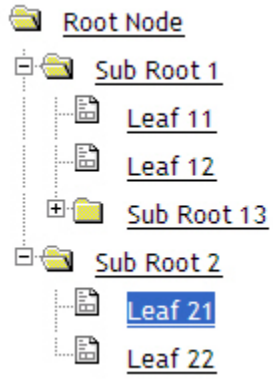 Root Node
Sub Root 1
Leaf 11
Leaf 12
Sub Root 13
Sub Root 2
Leaf 21
Leaf 22